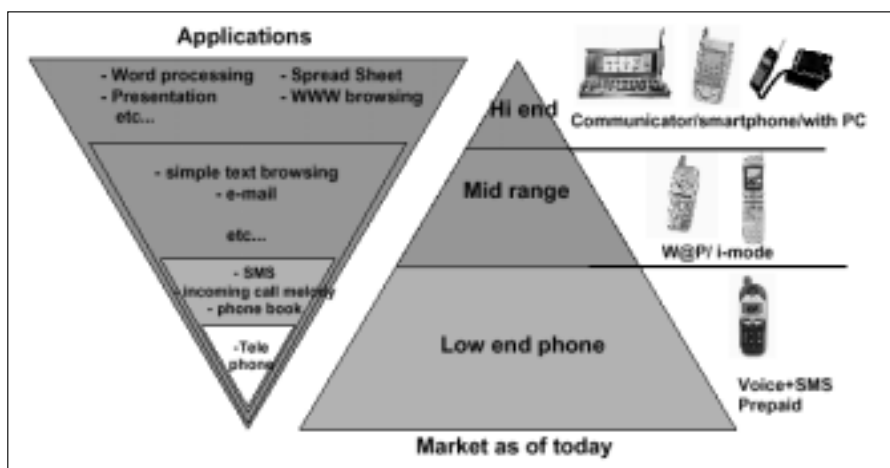 Applications
- Word processing - Spread Sheet
- Presentation - WWW browsing
etc...
- simple text browsing
- e-mail
etc...
- SMS
- incoming call melody
- phone book
-Tele
phone
Hi end
Communicator/smartphone/with PC
Mid range
W@P/ i-mode
Low end phone
Voice+SMS
Prepaid
Market as of today